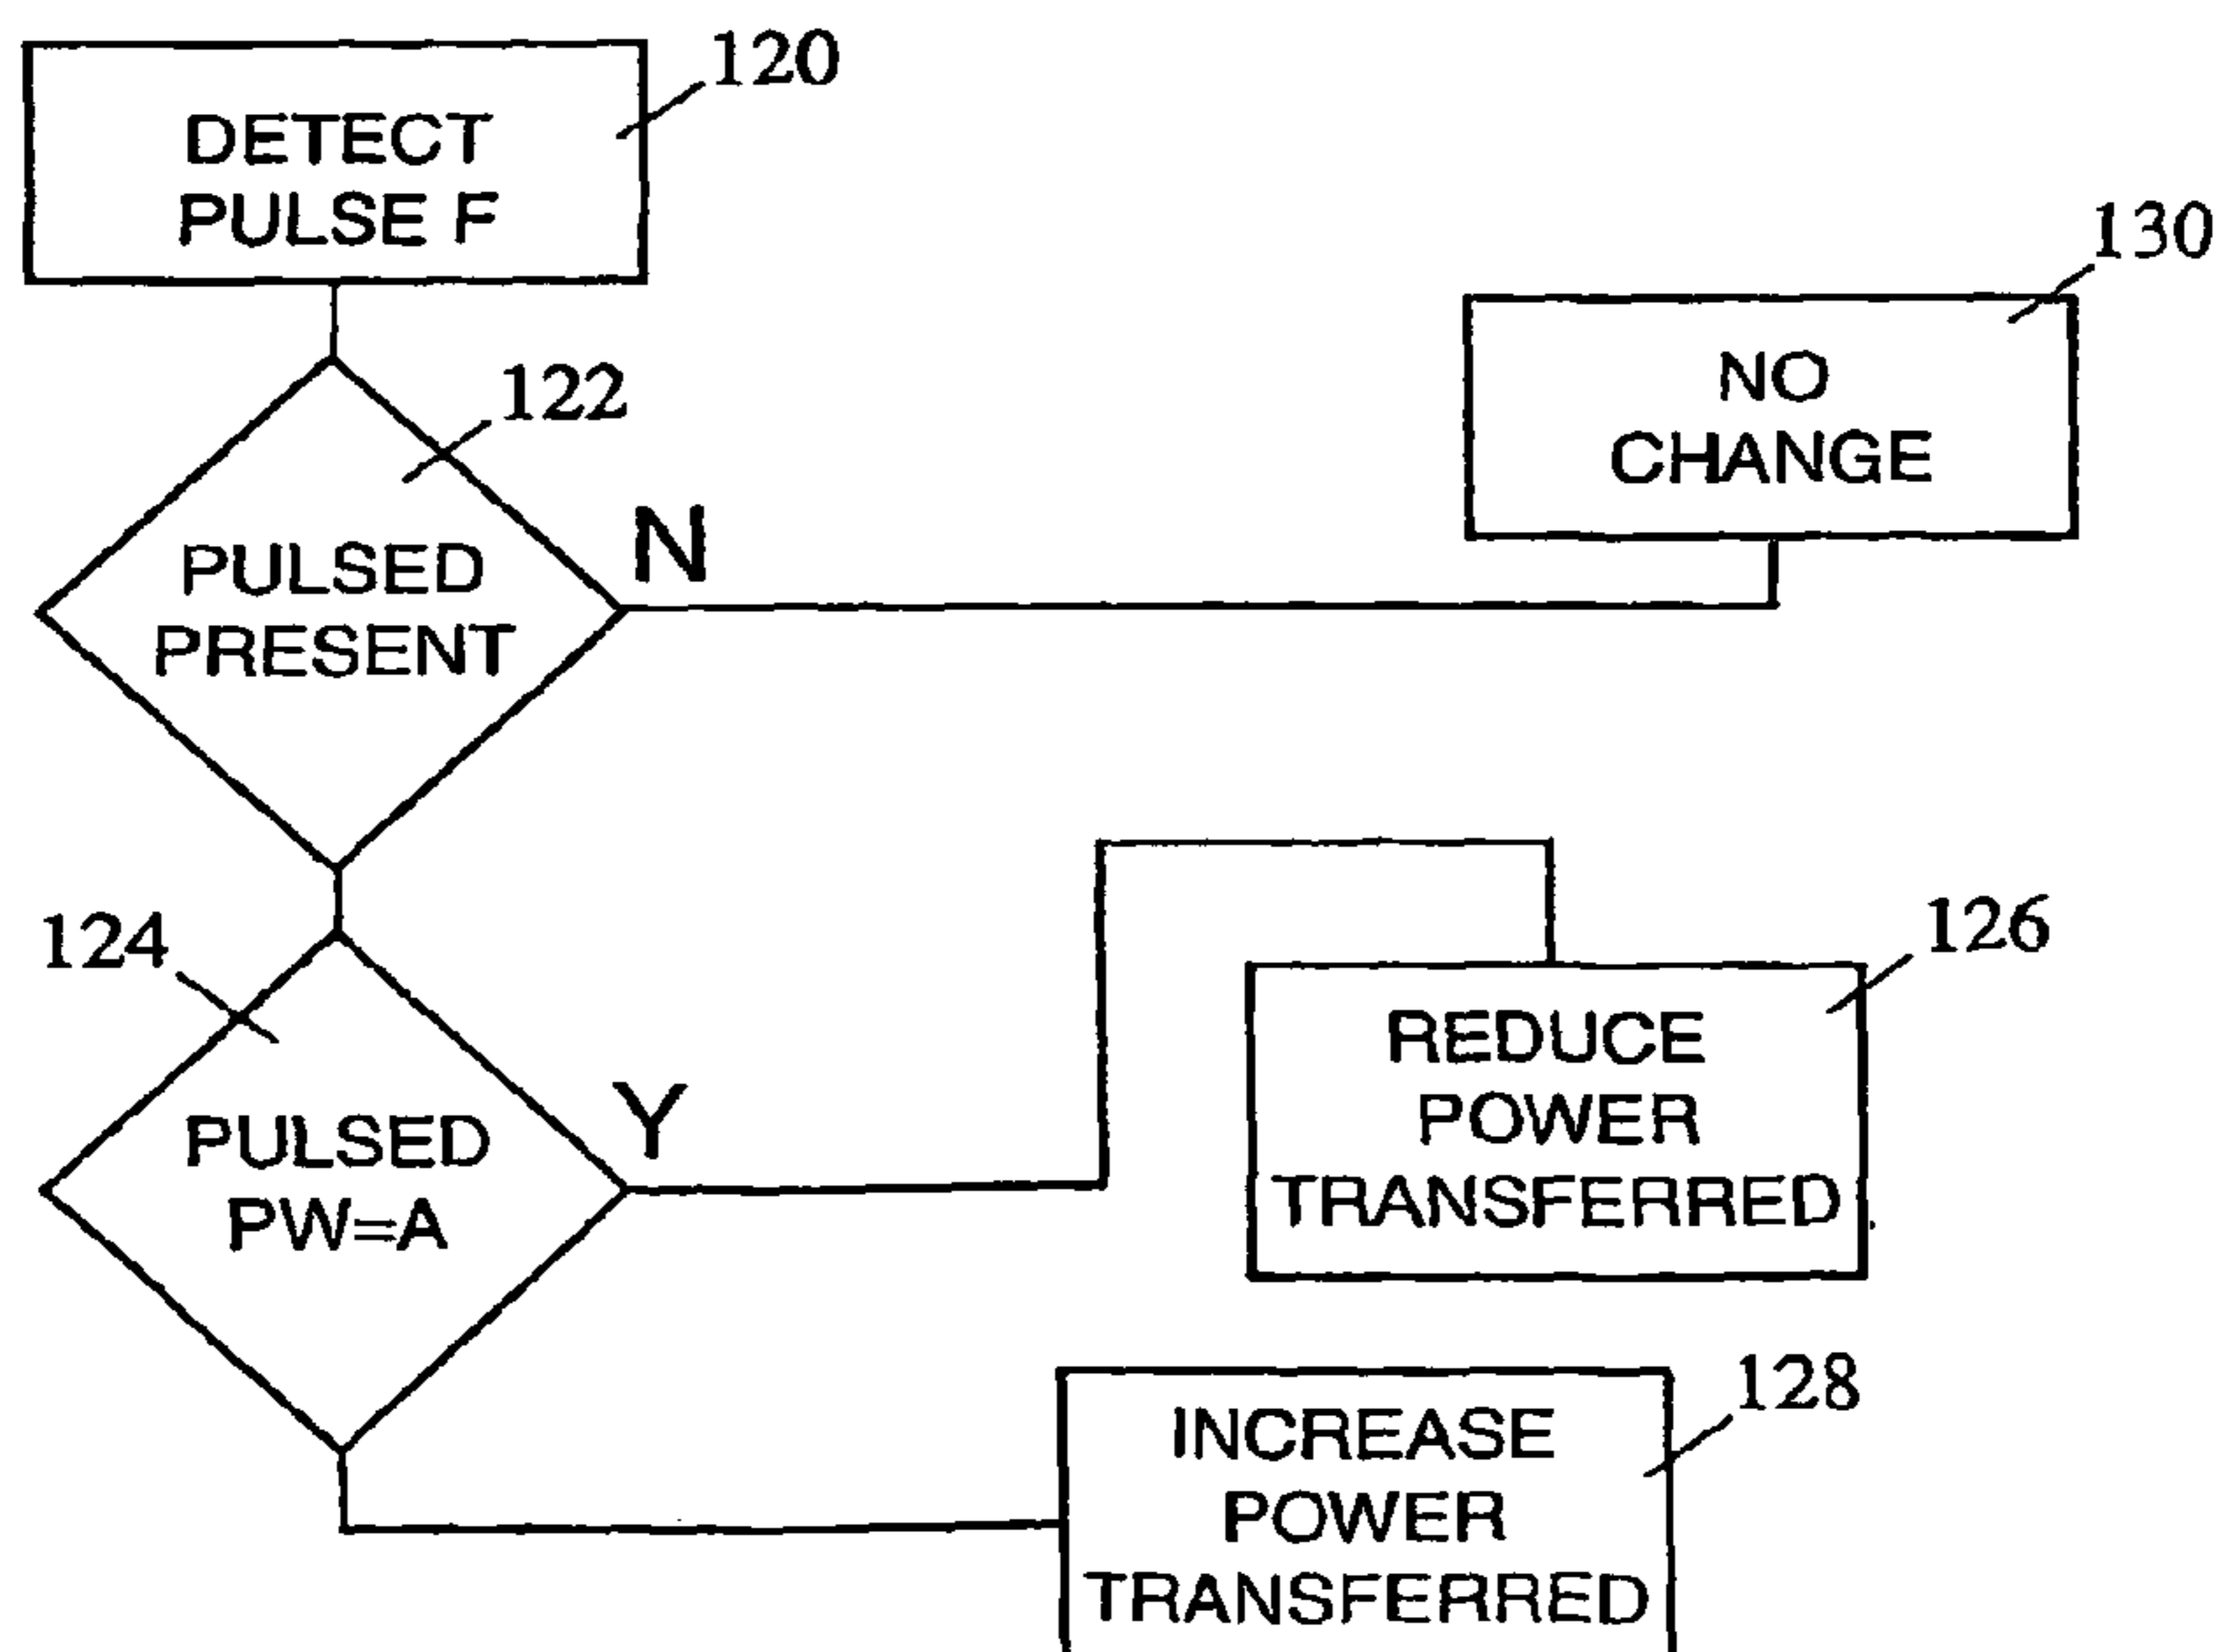 120
DETECT
PULSE F
130
NO
CHANGE
122
N
PULSED
PRESENT
124
Y
PULSED
PW=A
126
REDUCE
POWER
TRANSFERRED
128
INCREASE
POWER
TRANSFERRED